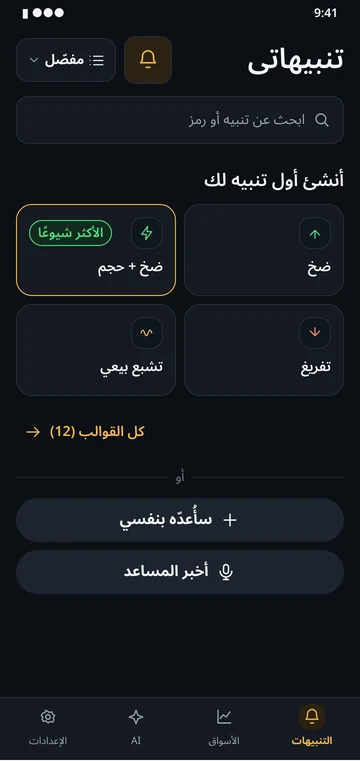 9:41
تنبيهاتى
مفصّل
ابحث عن تنبيه أو رمز
أنشئ أول تنبيه لك
ضخ
الأكثر شيوعًا
ضخ + حجم
تفريغ
تشبع بيعي
كل القوالب (12)
أو
سأُعدّه بنفسي
أخبر المساعد
التنبيهات
الأسواق
AI
الإعدادات